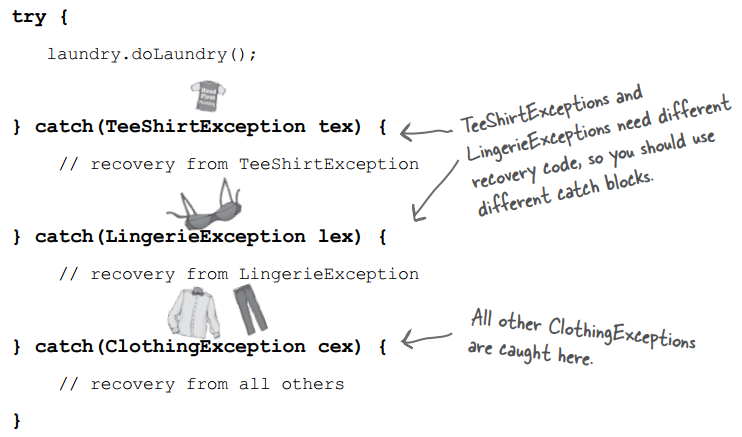 try {
laundry.doLaundry();
Head
First
} catch(TeeShirtException tex) {
// recovery from TeeShirtException
TeeShirtExceptions and
LingerieExceptions need different
recovery code, so you should use
different catch blocks.
} catch(LingerieException lex) {
// recovery from LingerieException
} catch(ClothingException cex) {
// recovery from all others
All other ClothingExceptions
are caught here.
}